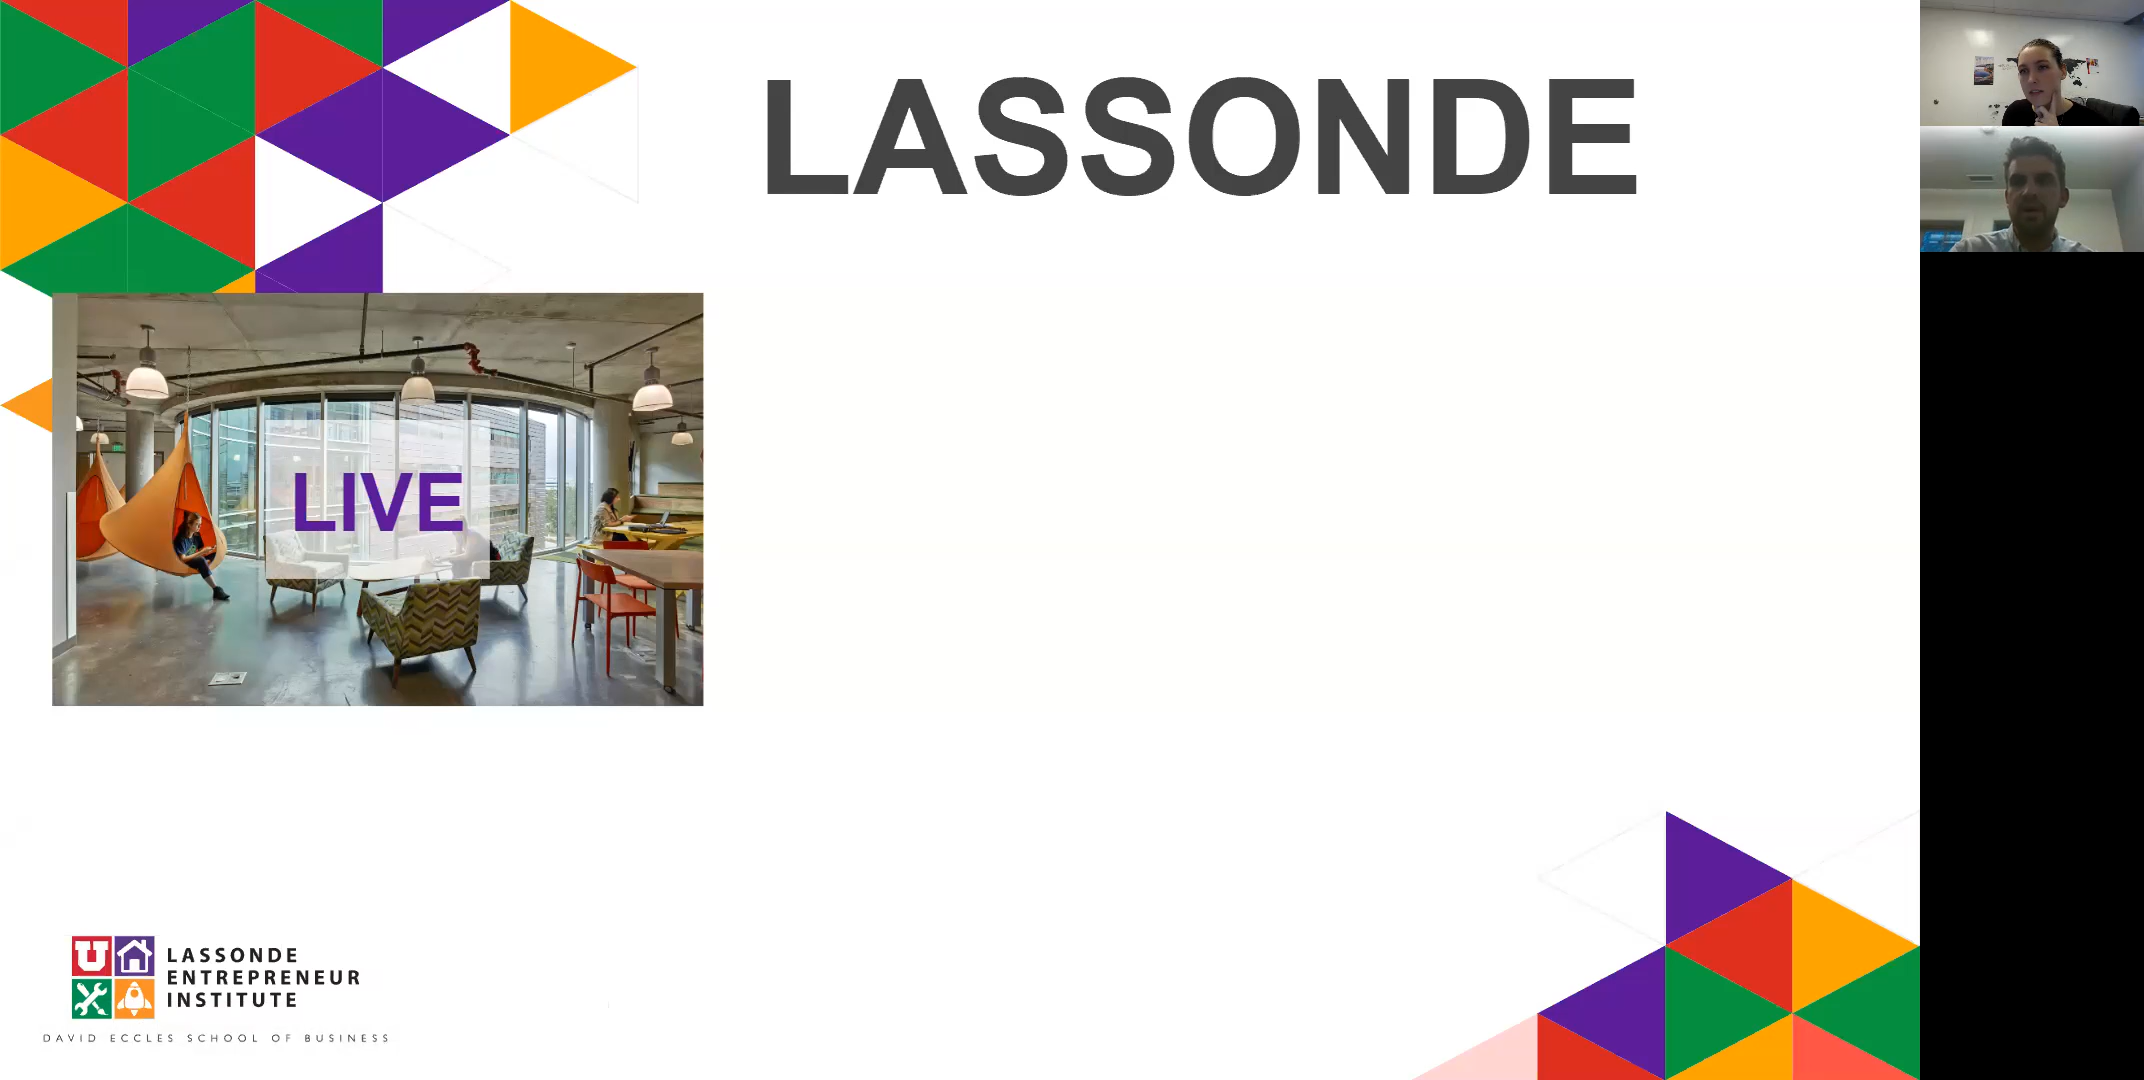 LASSONDE
LIVE
U
LASSONDE
ENTREPRENEUR
INSTITUTE
DAVID ECCLES SCHOOL OF BUSINESS